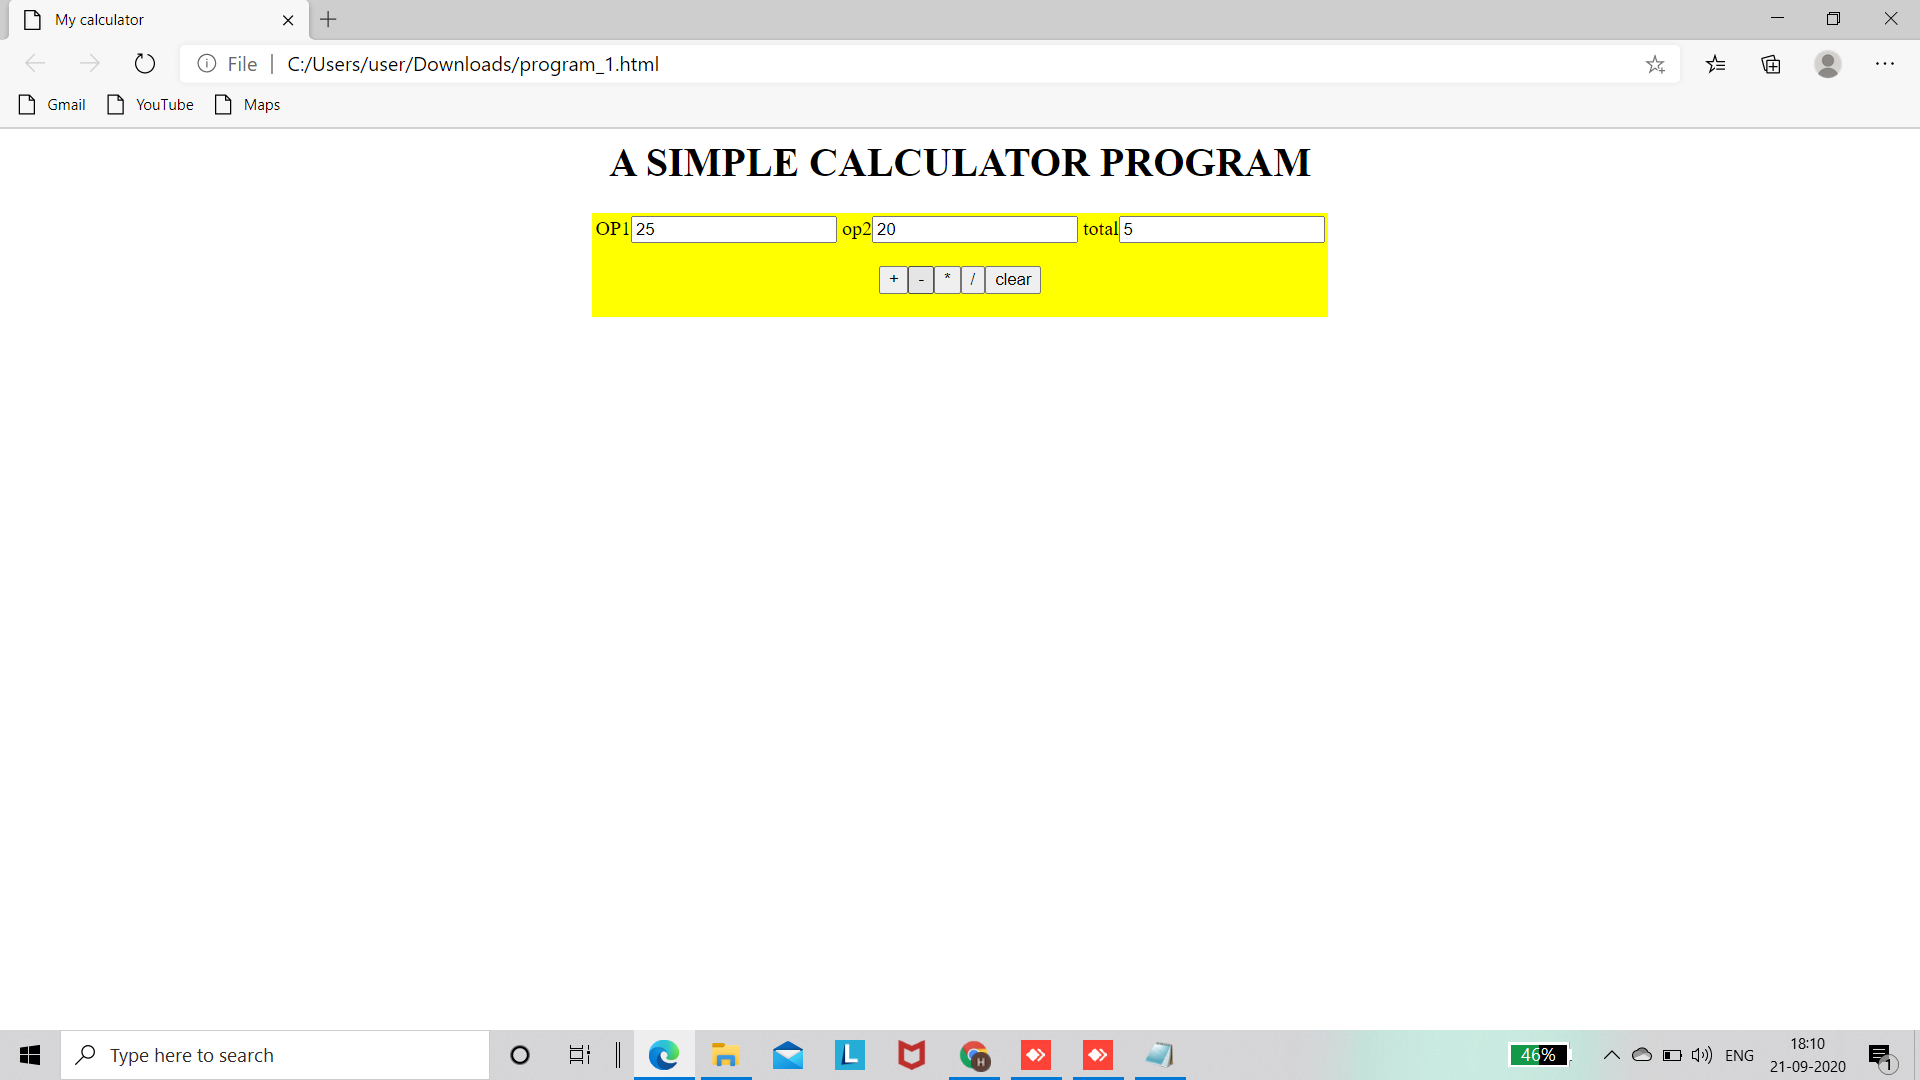 My calculator
File | C:/Users/user/Downloads/program_1.html
Gmail YouTube Maps
A SIMPLE CALCULATOR PROGRAM
OP1 25 op2 20 total 5
+ - * / clear
Type here to search
L
H
46%
ENG
18:10
21-09-2020
1